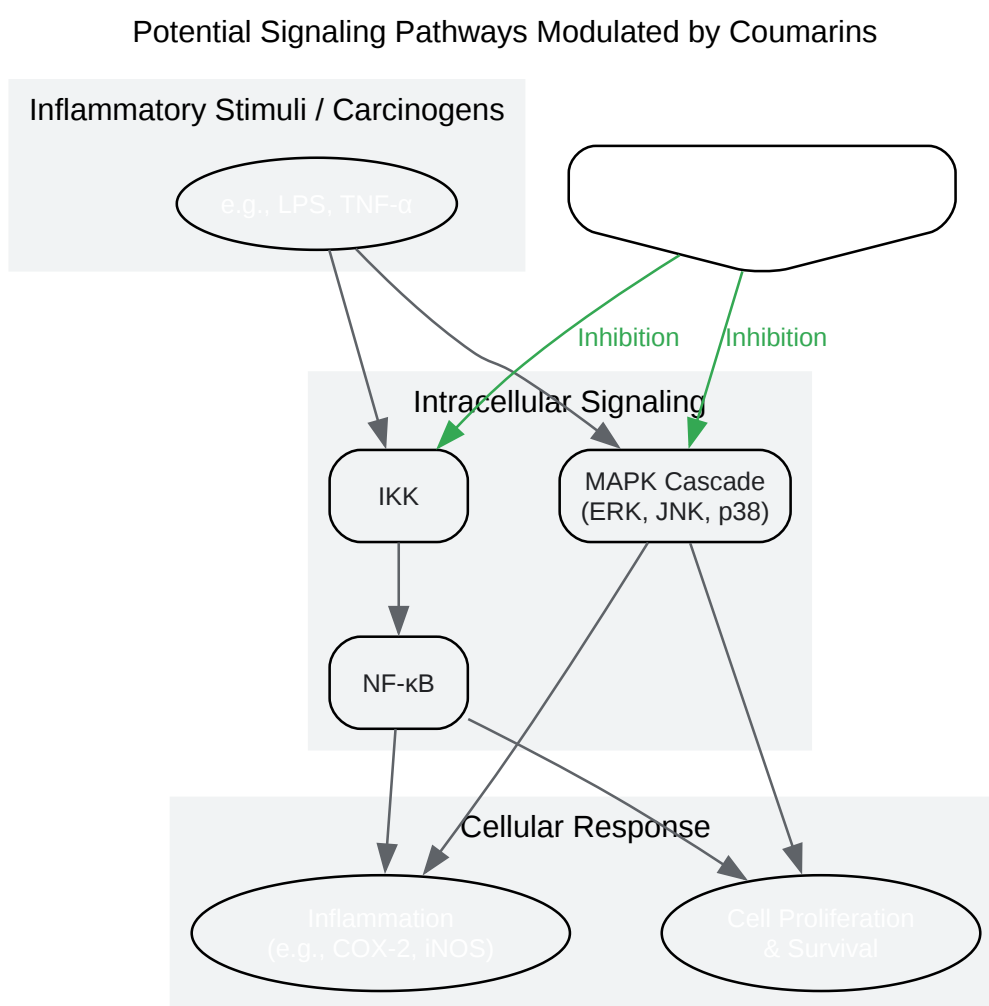 Potential Signaling Pathways Modulated by Coumarins
Inflammatory Stimuli / Carcinogens
e.g., LPS, TNF-α
Inhibition
Inhibition
Intracellular Signaling
IKK
MAPK Cascade
(ERK, JNK, p38)
NF-κB
Cellular Response
Inflammation
(e.g., COX-2, iNOS)
Cell Proliferation
& Survival